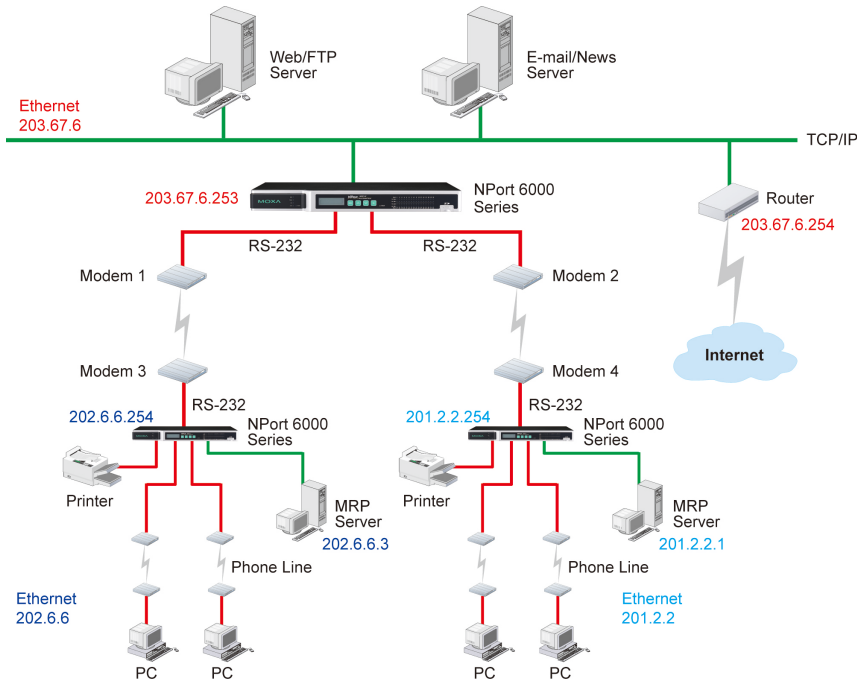 Web/FTP
Server
E-mail/News
Server
Ethernet
203.67.6
TCP/IP
203.67.6.253
MOXA
NPort 6000
Series
Router
203.67.6.254
RS-232
RS-232
Modem 1
Modem 2
Internet
Modem 3
Modem 4
RS-232
RS-232
202.6.6.254
NPort 6000
Series
201.2.2.254
NPort 6000
Series
Printer
MRP
Server
202.6.6.3
Printer
MRP
Server
201.2.2.1
Phone Line
Phone Line
Ethernet
202.6.6
Ethernet
201.2.2
PC
PC
PC
PC